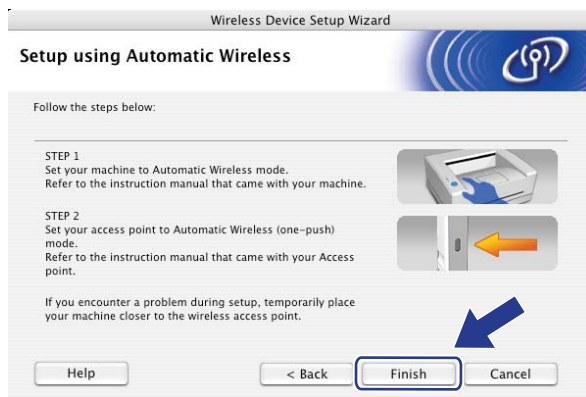 Wireless Device Setup Wizard
Setup using Automatic Wireless
Follow the steps below:
STEP 1
Set your machine to Automatic Wireless mode.
Refer to the instruction manual that came with your machine.
STEP 2
Set your access point to Automatic Wireless (one-push)
mode.
Refer to the instruction manual that came with your Access
point.
If you encounter a problem during setup, temporarily place
your machine closer to the wireless access point.
Help
< Back
Finish
Cancel